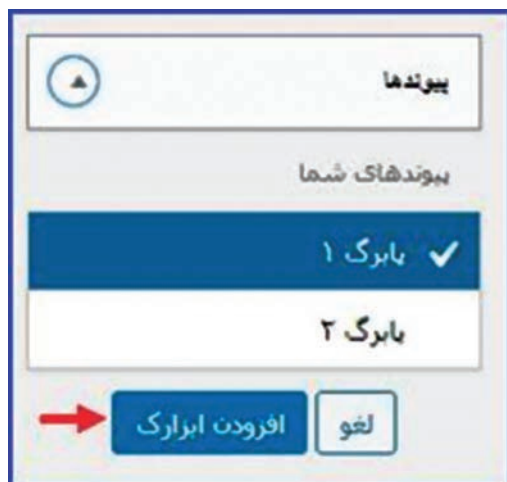 پیوندها
پیوندهای شما
پابرگ ۱
پابرگ ۲
لغو افزودن ابزارک